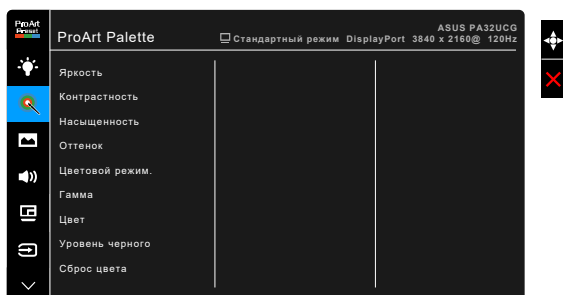 ProArt
Preset
ProArt Palette
ASUS PA32UCG
Стандартный режим DisplayPort 3840 x 2160@ 120Hz
Яркость
Контрастность
Насыщенность
Оттенок
Цветовой режим.
Гамма
Цвет
Уровень черного
Сброс цвета